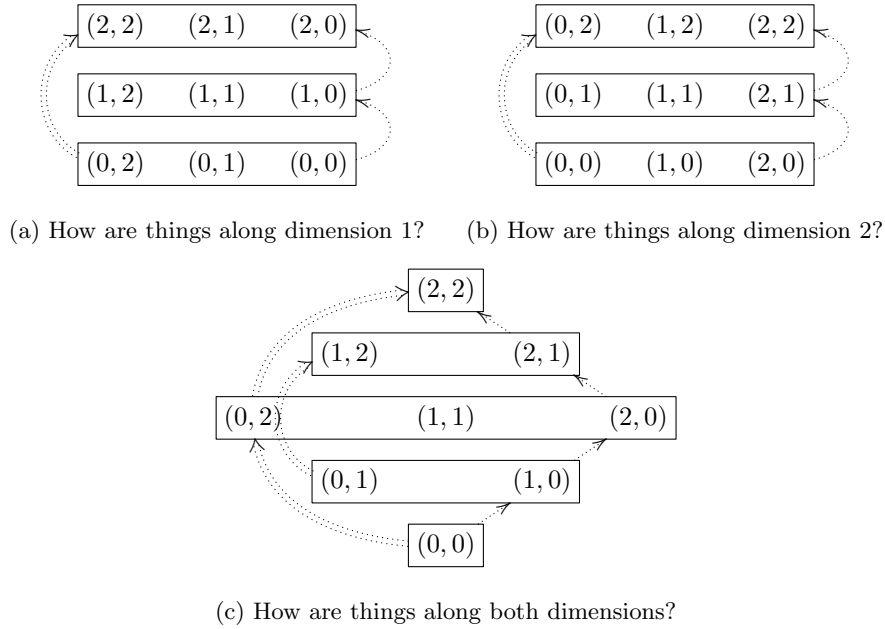 (2, 2) (2, 1) (2, 0)
(1, 2) (1, 1) (1, 0)
(0, 2) (0, 1) (0, 0)
(a) How are things along dimension 1?
(0, 2) (1, 2) (2, 2)
(0, 1) (1, 1) (2, 1)
(0, 0) (1, 0) (2, 0)
(b) How are things along dimension 2?
(2, 2)
(1, 2) (2, 1)
(0, 2) (1, 1) (2, 0)
(0, 1) (1, 0)
(0, 0)
(c) How are things along both dimensions?